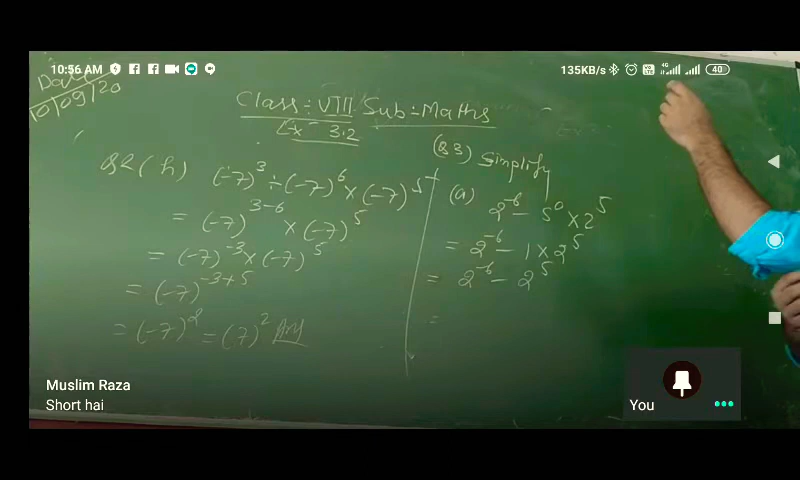 10:56 AM
135KB/s 4G VO LTE 40
Date
10/09/20
Class:- VIII Sub:- Maths
Ex- 3.2
Q2(h) (-7)³ ÷ (-7)⁶ × (-7)⁵
= (-7)³⁻⁶ × (-7)⁵
= (-7)⁻³ × (-7)⁵
= (-7)⁻³⁺⁵
= (-7)² = (7)² Ans
(Q3) Simplify
(a) 2⁻⁶ - 5⁰ × 2⁵
= 2⁻⁶ - 1 × 2⁵
= 2⁻⁶ - 2⁵
=
Muslim Raza
Short hai
You